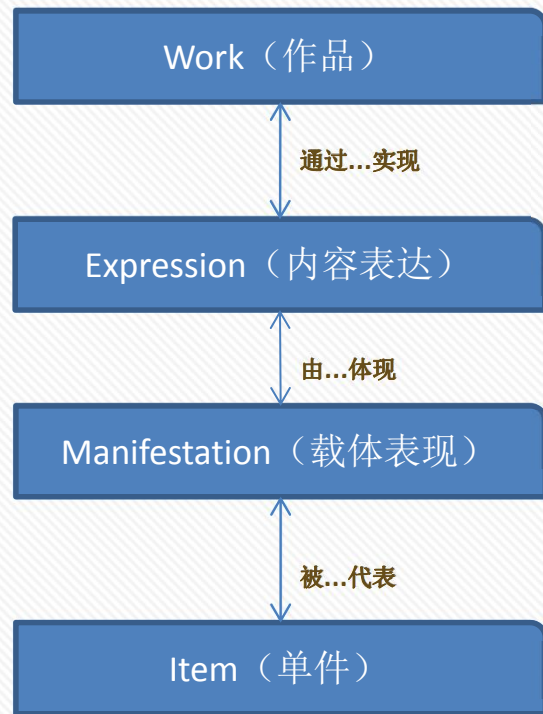 Work（作品）
通过...实现
Expression（内容表达）
由...体现
Manifestation（载体表现）
被...代表
Item（单件）